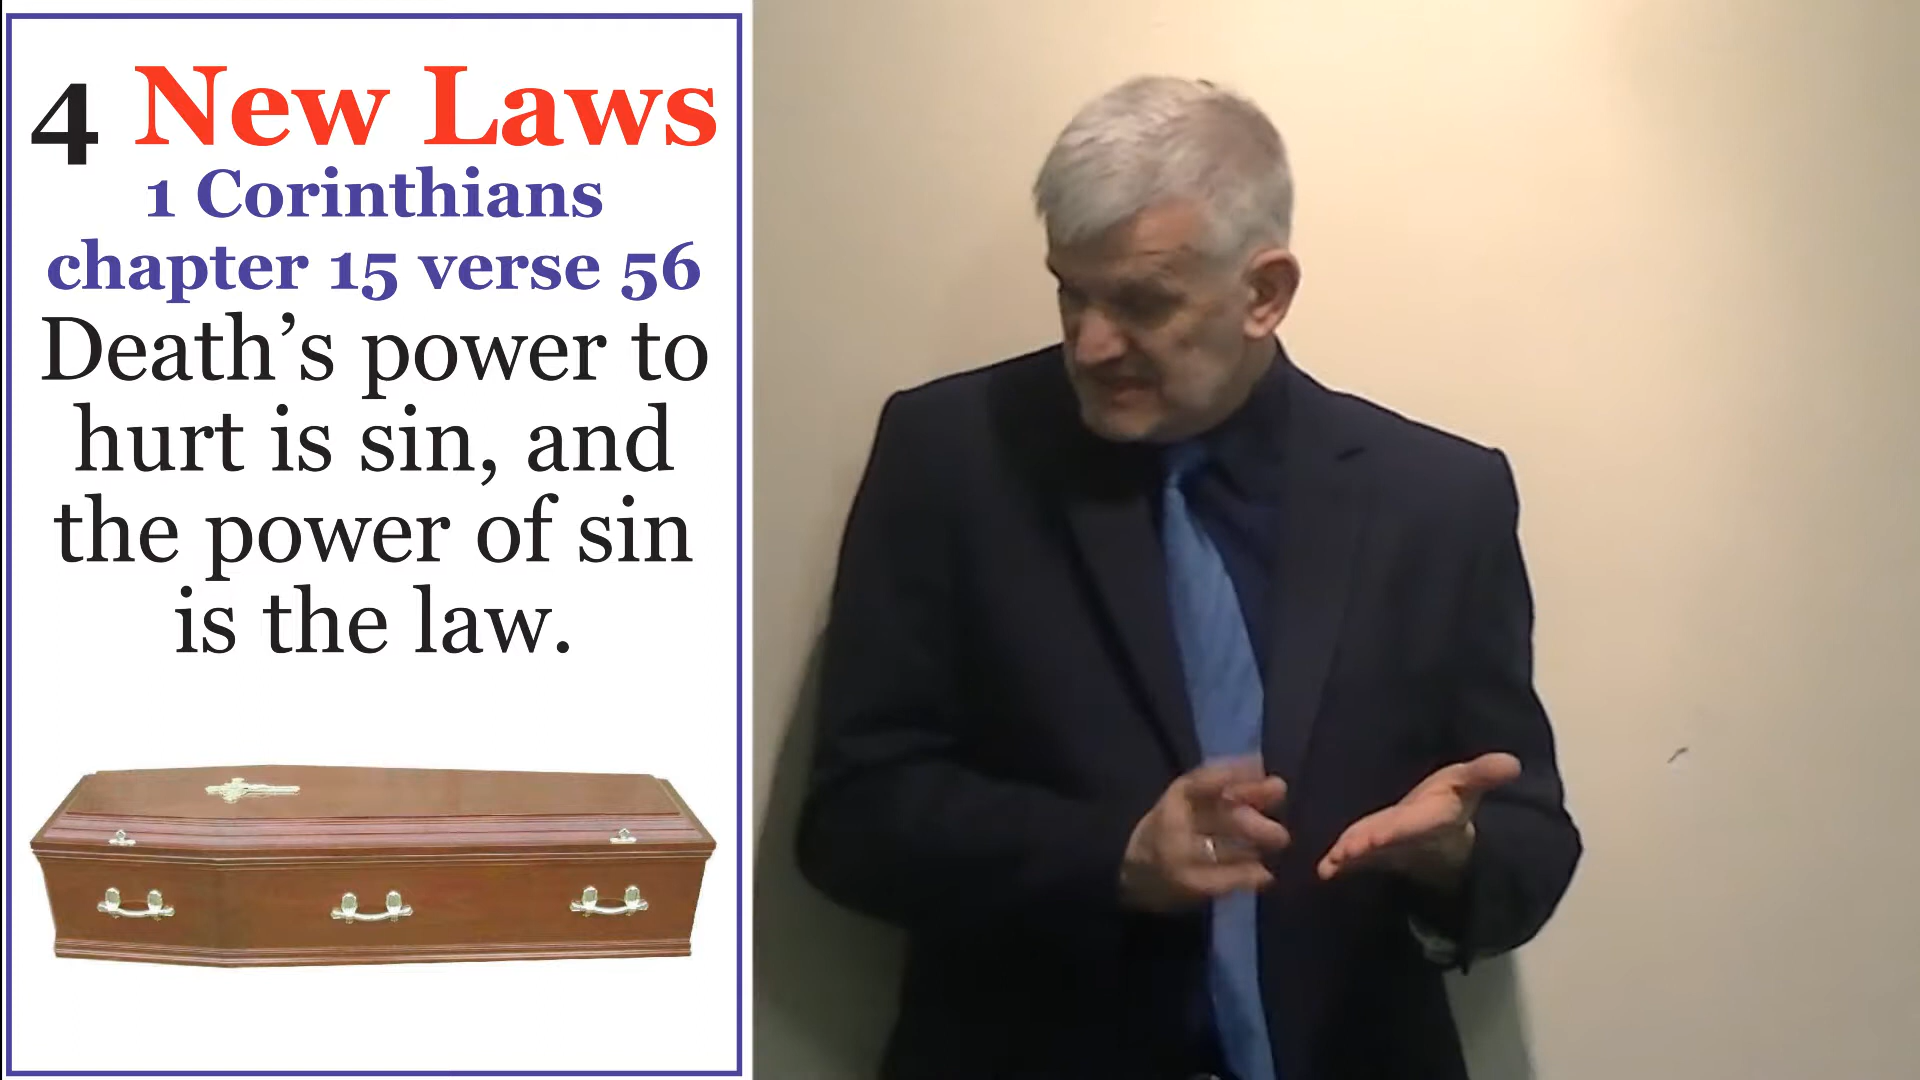 4 New Laws
1 Corinthians
chapter 15 verse 56
Death’s power to
hurt is sin, and
the power of sin
is the law.